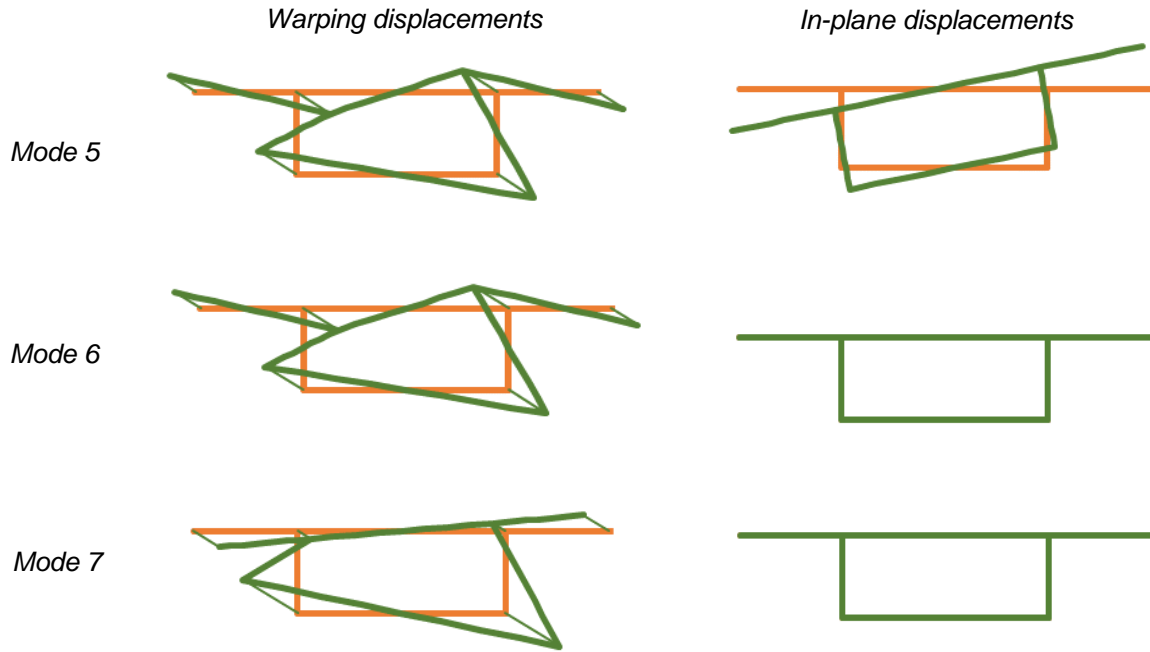 Warping displacements
In-plane displacements
Mode 5
Mode 6
Mode 7